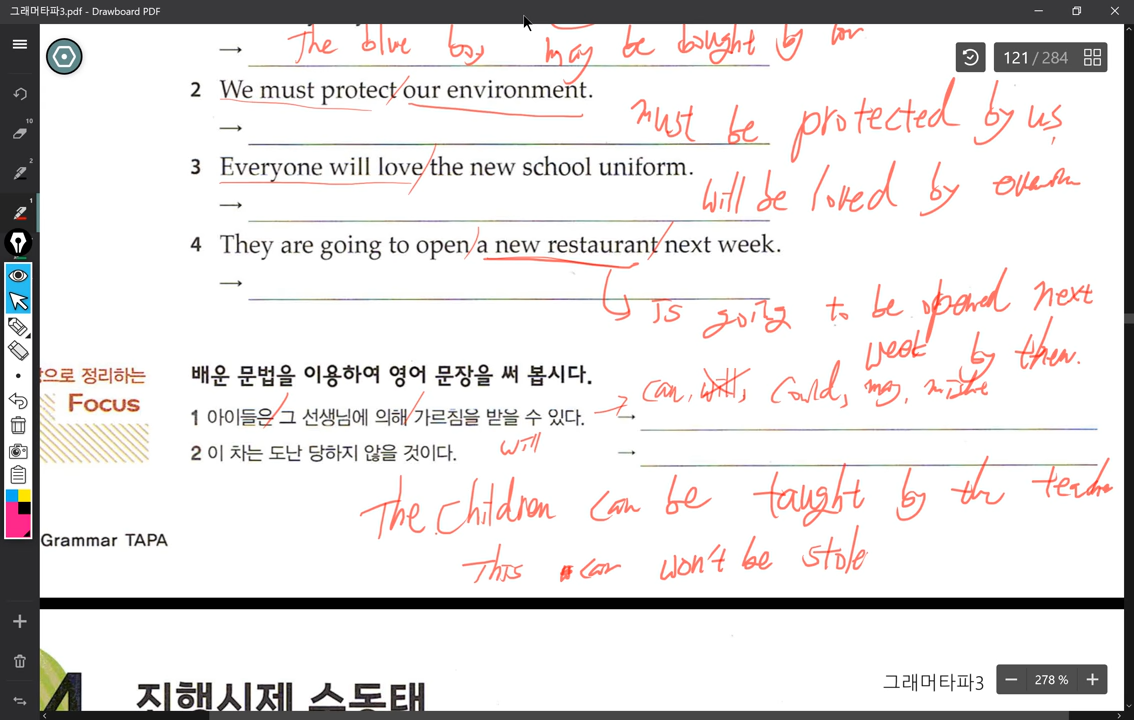 그래머타파3.pdf - Drawboard PDF
121 / 284
→ The blue may be bought by
2 We must protect our environment.
→ must be protected by us
3 Everyone will love the new school uniform.
→ will be loved by
4 They are going to open a new restaurant next week.
→ is going to be opened next
week by them.
으로 정리하는
Focus
배운 문법을 이용하여 영어 문장을 써 봅시다.
can, will, could, may, might
1 아이들은 그 선생님에 의해 가르침을 받을 수 있다. →
2 이 차는 도난 당하지 않을 것이다. will →
The children can be taught by the teacher
Grammar TAPA
This car won't be stole
4 진행시제 수동태
그래머타파3
278 %